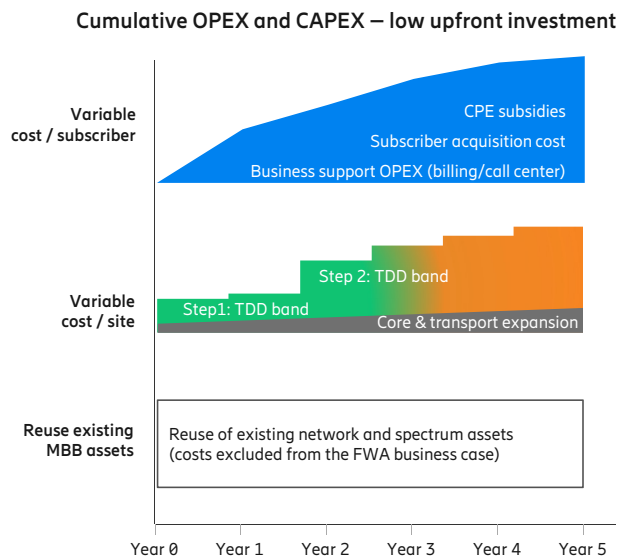 Cumulative OPEX and CAPEX – low upfront investment
Variable
cost / subscriber
CPE subsidies
Subscriber acquisition cost
Business support OPEX (billing/call center)
Variable
cost / site
Step 2: TDD band
Step1: TDD band
Core & transport expansion
Reuse existing
MBB assets
Reuse of existing network and spectrum assets
(costs excluded from the FWA business case)
Year 0 Year 1 Year 2 Year 3 Year 4 Year 5